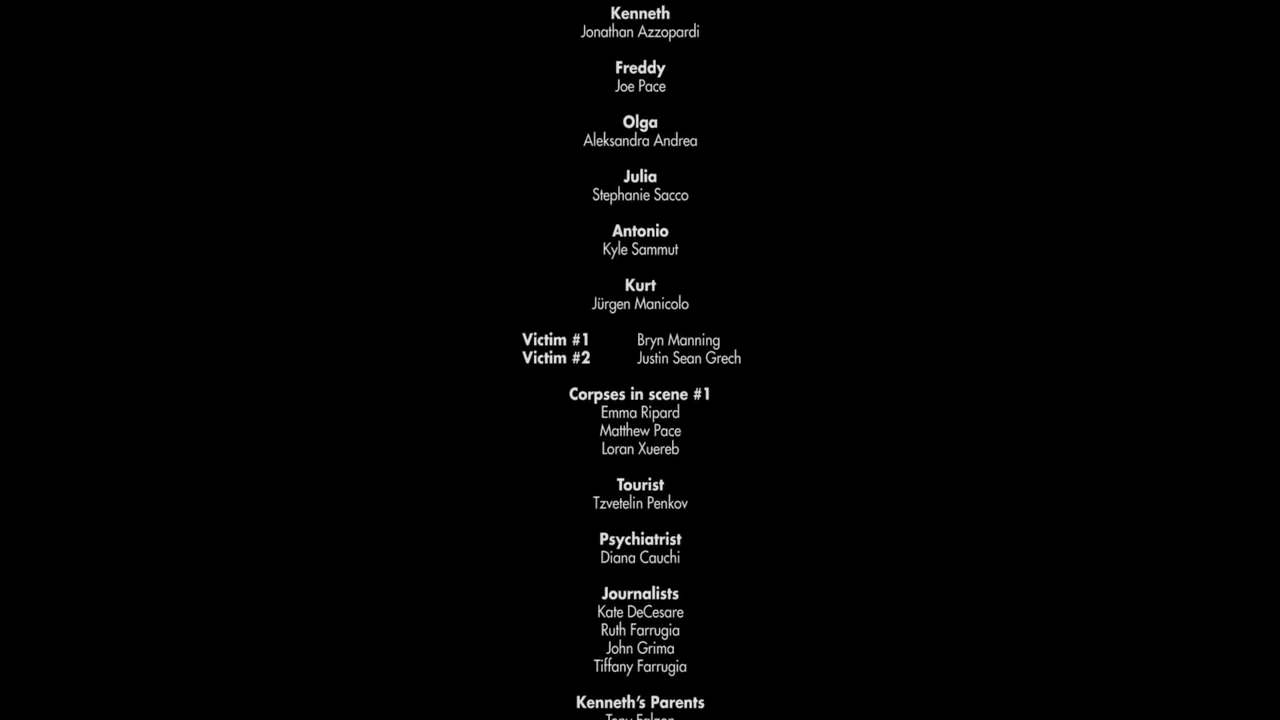 Kenneth
Jonathan Azzopardi
Freddy
Joe Pace
Olga
Aleksandra Andrea
Julia
Stephanie Sacco
Antonio
Kyle Sammut
Kurt
Jürgen Manicolo
Victim #1 Bryn Manning
Victim #2 Justin Sean Grech
Corpses in scene #1
Emma Ripard
Matthew Pace
Loran Xuereb
Tourist
Tzvetelin Penkov
Psychiatrist
Diana Cauchi
Journalists
Kate DeCesare
Ruth Farrugia
John Grima
Tiffany Farrugia
Kenneth's Parents